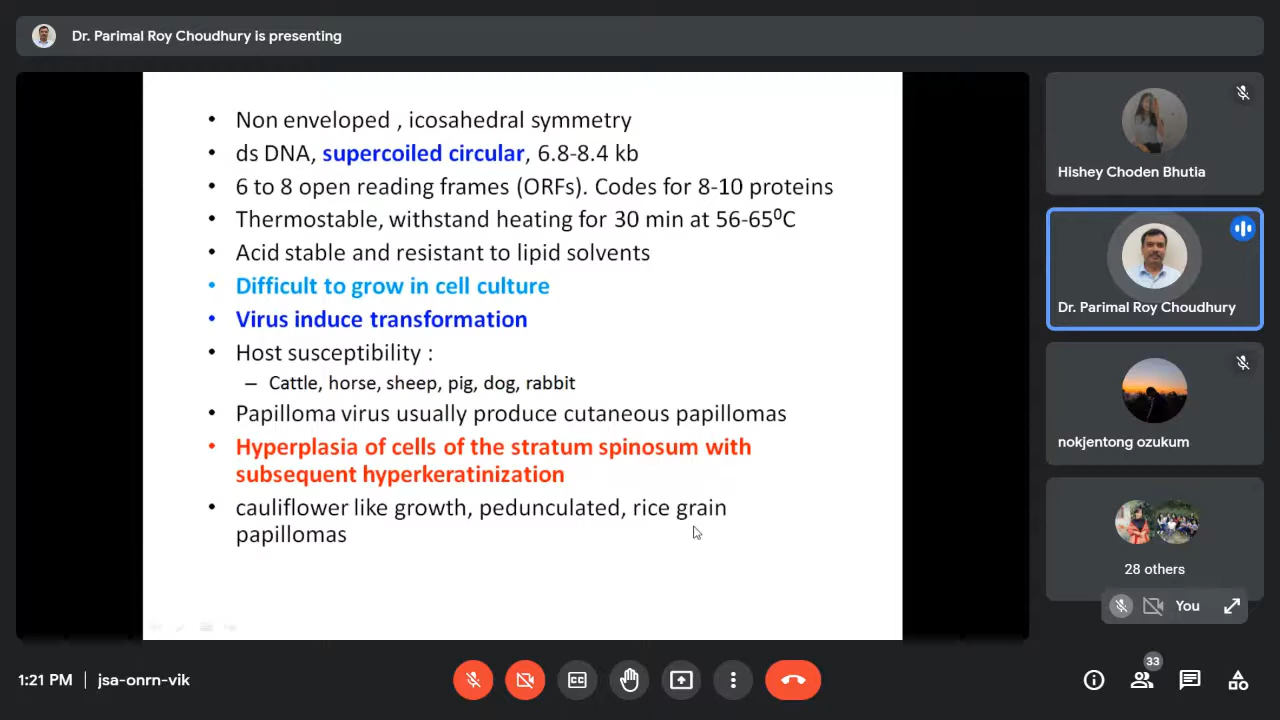 Dr. Parimal Roy Choudhury is presenting
• Non enveloped , icosahedral symmetry
• ds DNA, supercoiled circular, 6.8-8.4 kb
• 6 to 8 open reading frames (ORFs). Codes for 8-10 proteins
• Thermostable, withstand heating for 30 min at 56-65⁰C
• Acid stable and resistant to lipid solvents
• Difficult to grow in cell culture
• Virus induce transformation
• Host susceptibility :
– Cattle, horse, sheep, pig, dog, rabbit
• Papilloma virus usually produce cutaneous papillomas
• Hyperplasia of cells of the stratum spinosum with
subsequent hyperkeratinization
• cauliflower like growth, pedunculated, rice grain
papillomas
Hishey Choden Bhutia
Dr. Parimal Roy Choudhury
nokjentong ozukum
28 others
You
1:21 PM | jsa-onrn-vik
CC
33